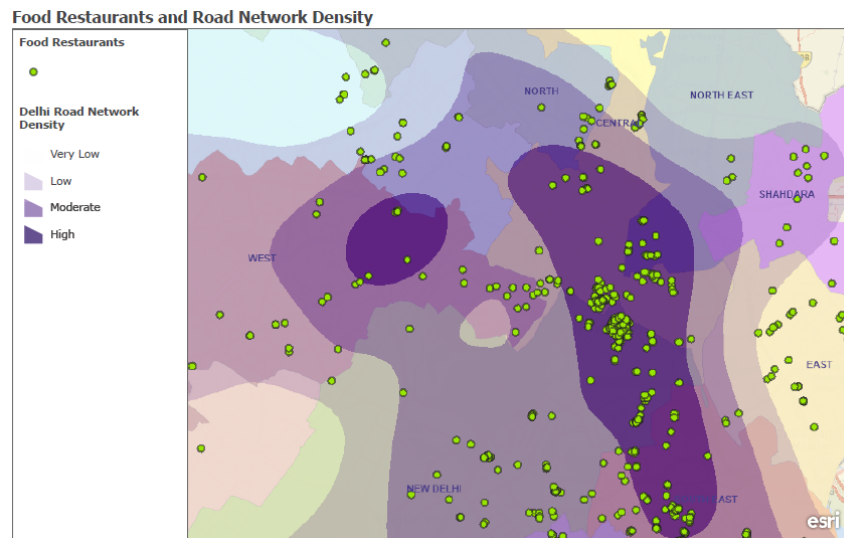 Food Restaurants and Road Network Density
Food Restaurants
Delhi Road Network
Density
Very Low
Low
Moderate
High
NORTH
NORTH EAST
CENTRAL
SHAHDARA
WEST
EAST
NEW DELHI
EAST
esri